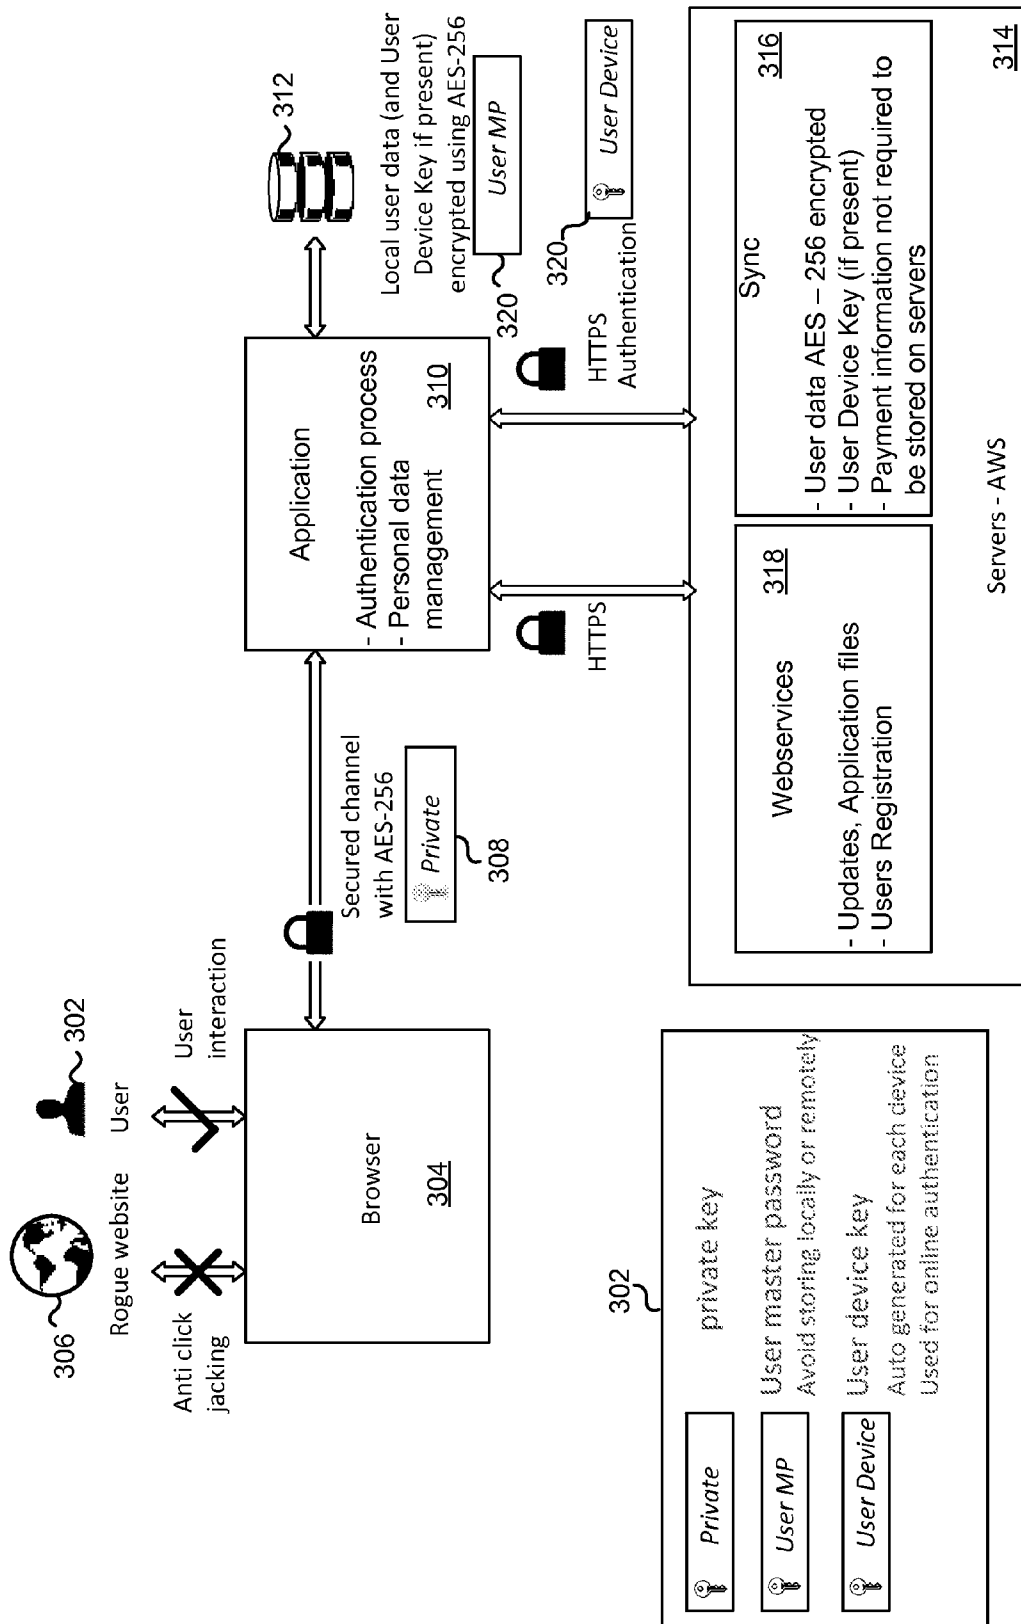 306
Rogue website
302
User
Anti click
jacking
User
interaction
Browser
304
Secured channel
with AES-256
Private
308
Application
- Authentication process
- Personal data
management
310
312
Local user data (and User
Device Key if present)
encrypted using AES-256
User MP
320
User Device
320
HTTPS
HTTPS
Authentication
302
Private
private key
User MP
User master password
Avoid storing locally or remotely
User Device
User device key
Auto generated for each device
Used for online authentication
Webservices
318
- Updates, Application files
- Users Registration
Sync
316
- User data AES – 256 encrypted
- User Device Key (if present)
- Payment information not required to
be stored on servers
Servers - AWS
314